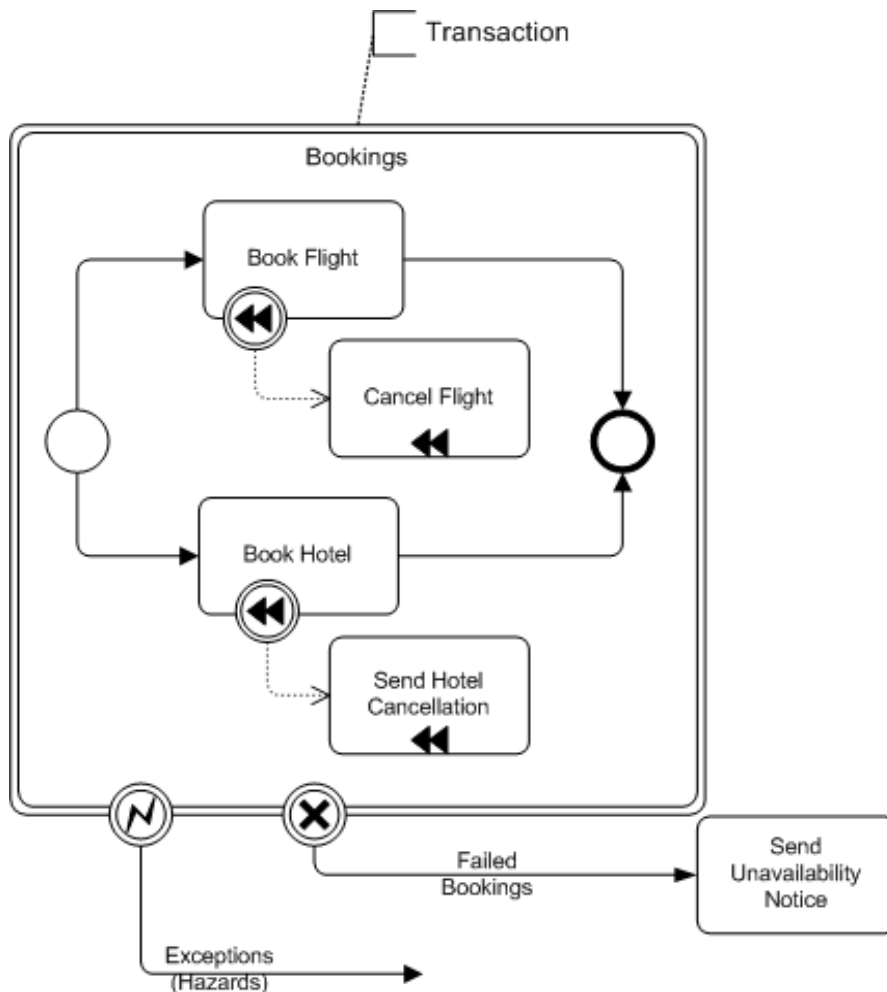 Transaction
Bookings
Book Flight
Cancel Flight
Book Hotel
Send Hotel
Cancellation
Failed
Bookings
Send
Unavailability
Notice
Exceptions
(Hazards)